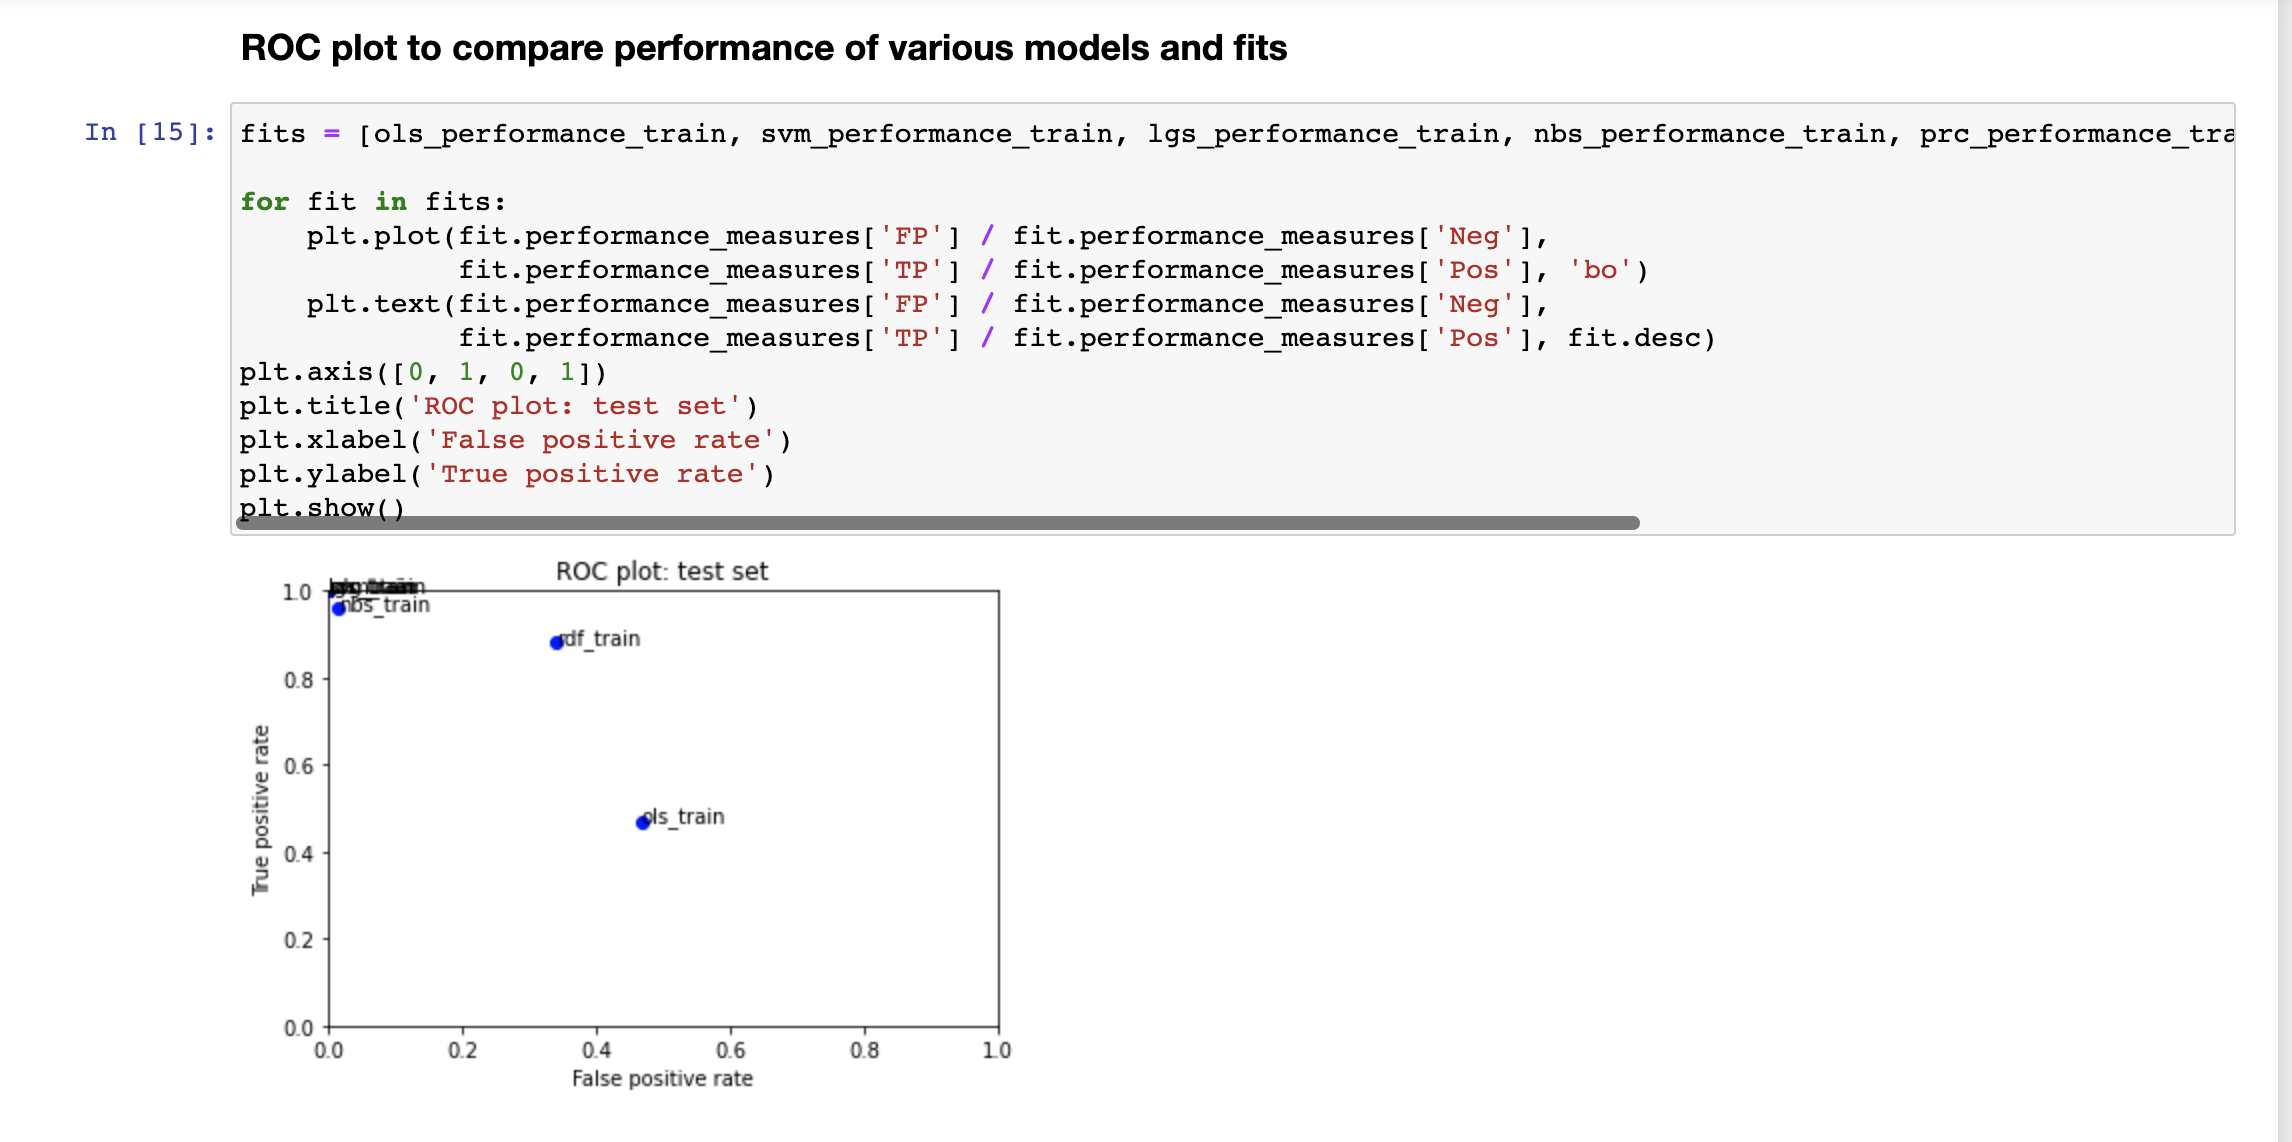 ROC plot to compare performance of various models and fits
In [15]:
fits = [ols_performance_train, svm_performance_train, lgs_performance_train, nbs_performance_train, prc_performance_tra
for fit in fits:
    plt.plot(fit.performance_measures['FP'] / fit.performance_measures['Neg'],
             fit.performance_measures['TP'] / fit.performance_measures['Pos'], 'bo')
    plt.text(fit.performance_measures['FP'] / fit.performance_measures['Neg'],
             fit.performance_measures['TP'] / fit.performance_measures['Pos'], fit.desc)
plt.axis([0, 1, 0, 1])
plt.title('ROC plot: test set')
plt.xlabel('False positive rate')
plt.ylabel('True positive rate')
plt.show()
ROC plot: test set
1.0
nbs_train
rdf_train
0.8
0.6
ols_train
0.4
0.2
0.0
True positive rate
0.0 0.2 0.4 0.6 0.8 1.0
False positive rate